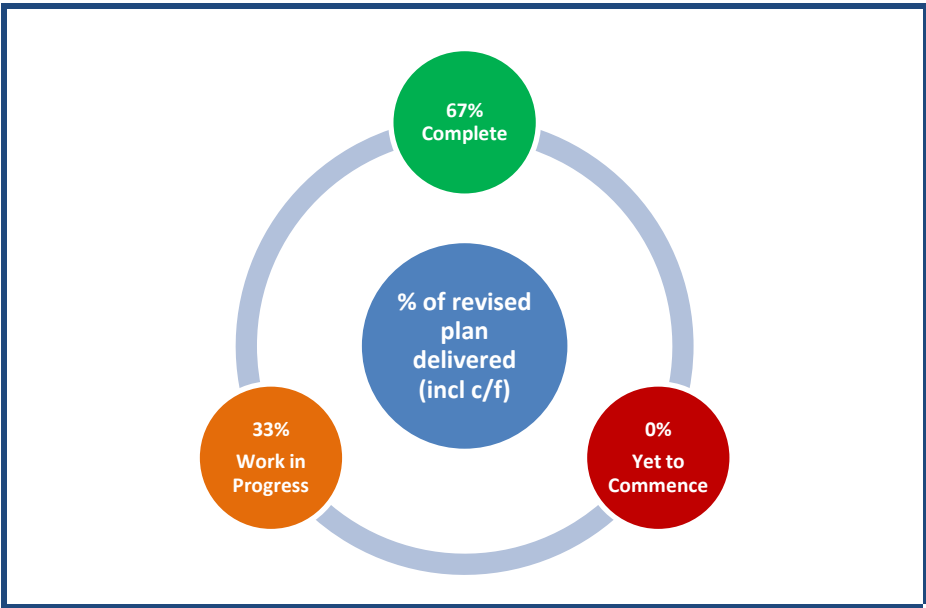 67%
Complete
% of revised
plan
delivered
(incl c/f)
33%
Work in
Progress
0%
Yet to
Commence